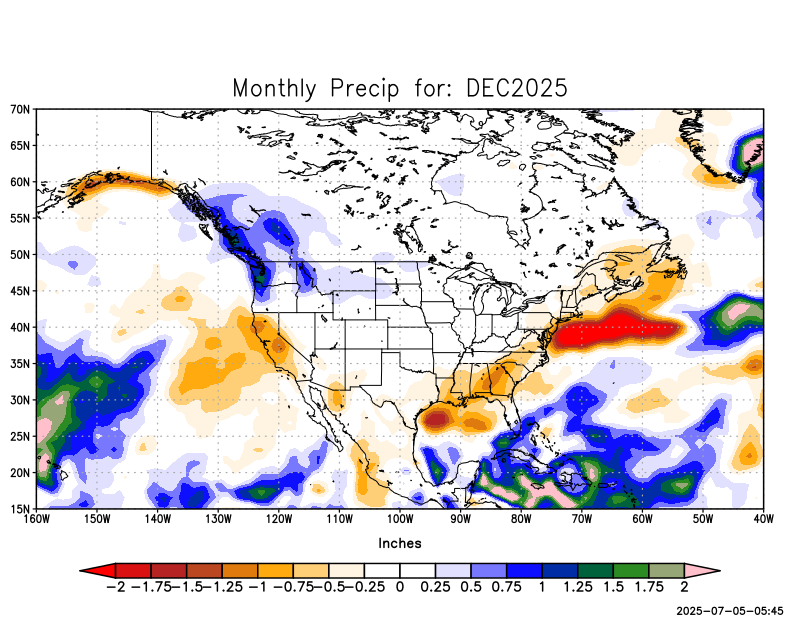 Monthly Precip for: DEC2025
70N
65N
60N
55N
50N
45N
40N
35N
30N
25N
20N
15N
160W 150W 140W 130W 120W 110W 100W 90W 80W 70W 60W 50W 40W
Inches
-2 -1.75 -1.5 -1.25 -1 -0.75 -0.5 -0.25 0 0.25 0.5 0.75 1 1.25 1.5 1.75 2
2025-07-05-05:45